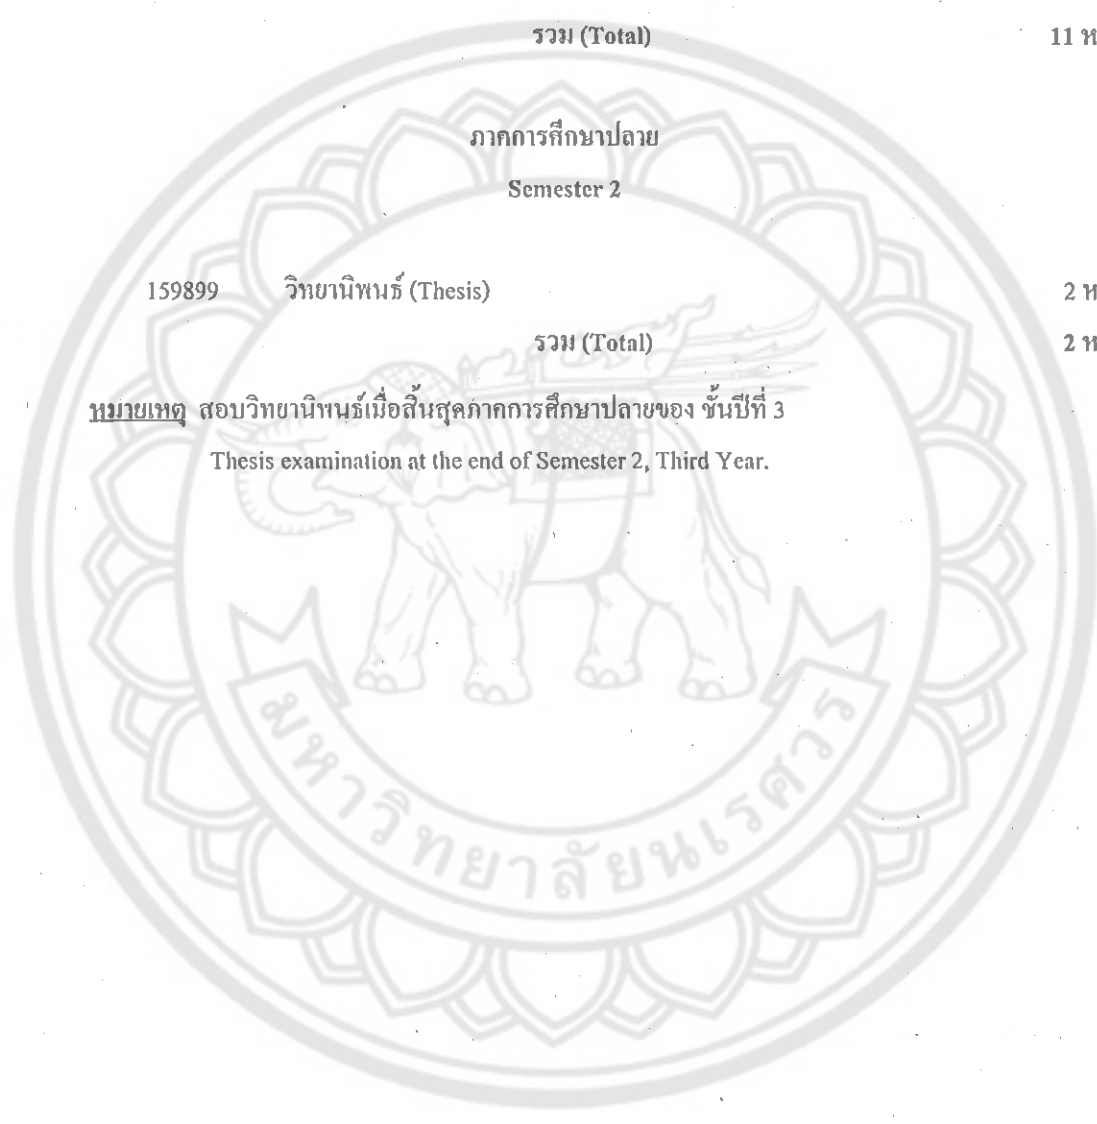 รวม (Total) 11 ห
ภาคการศึกษาปลาย
Semester 2
159899 วิทยานิพนธ์ (Thesis) 2 ห
รวม (Total) 2 ห
หมายเหตุ สอบวิทยานิพนธ์เมื่อสิ้นสุดภาคการศึกษาปลายของ ชั้นปีที่ 3
Thesis examination at the end of Semester 2, Third Year.
มหาวิทยาลัยนเรศวร